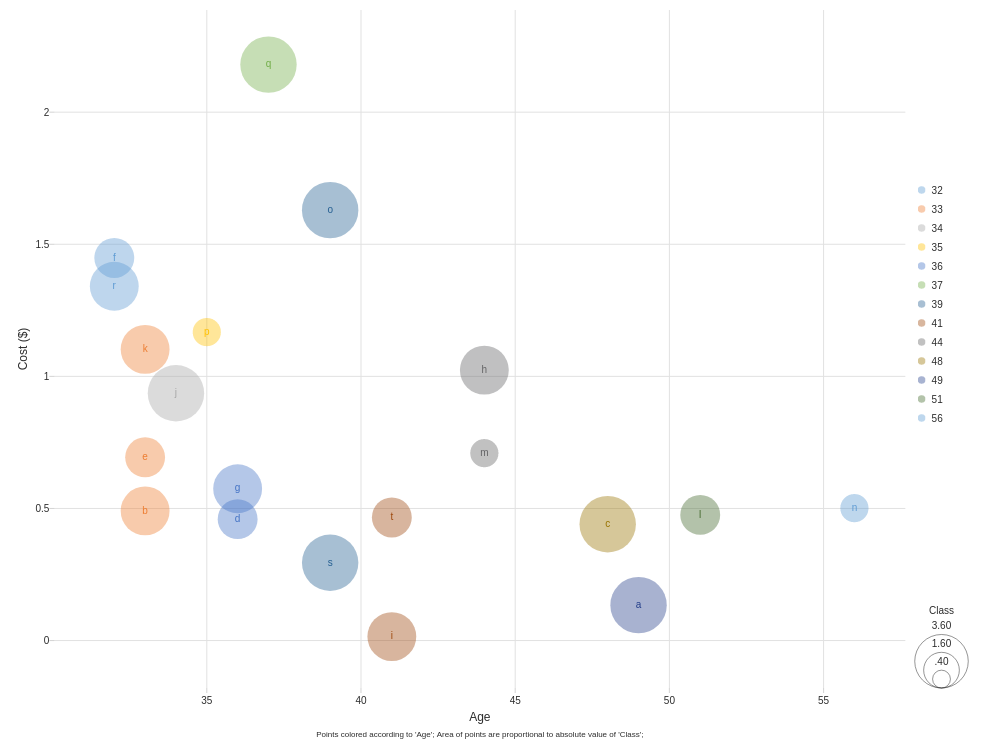 q
2
o
32
33
34
1.5
f
35
36
r
37
39
p
Cost ($)
k
41
h
44
1
j
48
49
51
m
e
56
g
b
n
0.5
d
t
c
l
s
a
Class
3.60
i
0
1.60
.40
35
40
45
50
55
Age
Points colored according to 'Age'; Area of points are proportional to absolute value of 'Class';